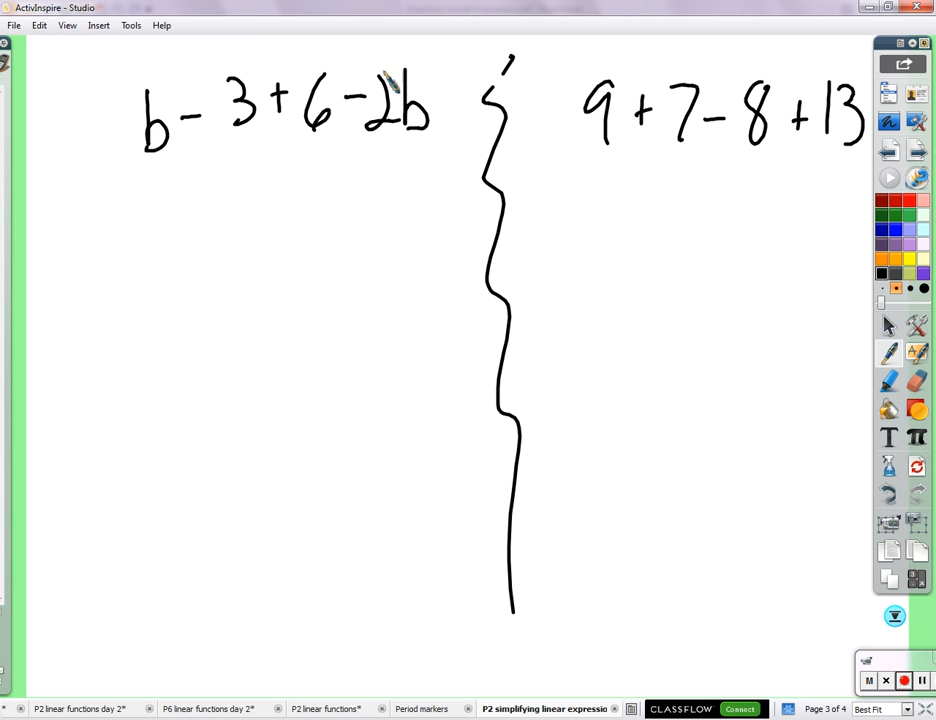 ActivInspire - Studio
File Edit View Insert Tools Help
b - 3 + 6 - 2b
9 + 7 - 8 + 13
T π
M
P2 linear functions day 2*
P6 linear functions day 2*
P2 linear functions*
Period markers
P2 simplifying linear expressio
CLASSFLOW Connect
Page 3 of 4
Best Fit